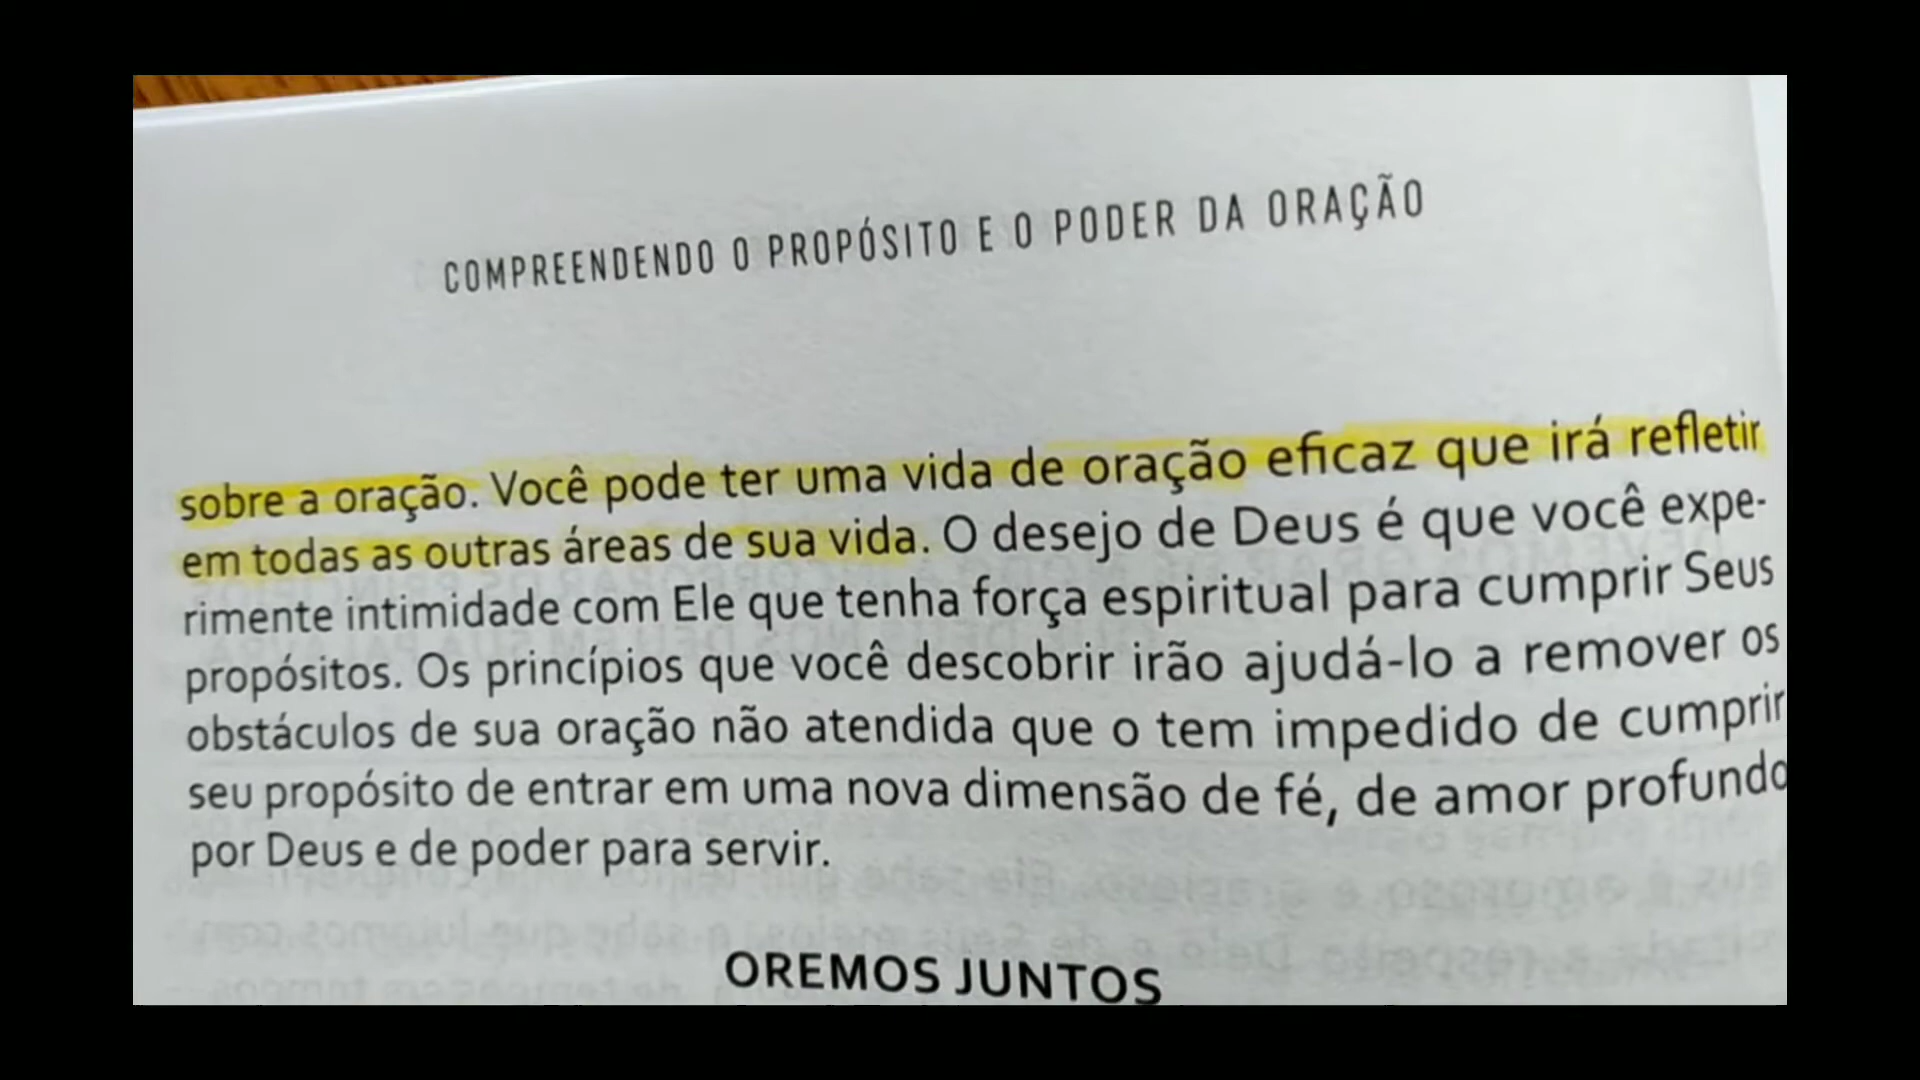 COMPREENDENDO O PROPÓSITO E O PODER DA ORAÇÃO
sobre a oração. Você pode ter uma vida de oração eficaz que irá refletir
em todas as outras áreas de sua vida. O desejo de Deus é que você expe-
rimente intimidade com Ele que tenha força espiritual para cumprir Seus
propósitos. Os princípios que você descobrir irão ajudá-lo a remover os
obstáculos de sua oração não atendida que o tem impedido de cumprir
seu propósito de entrar em uma nova dimensão de fé, de amor profundo
por Deus e de poder para servir.
OREMOS JUNTOS